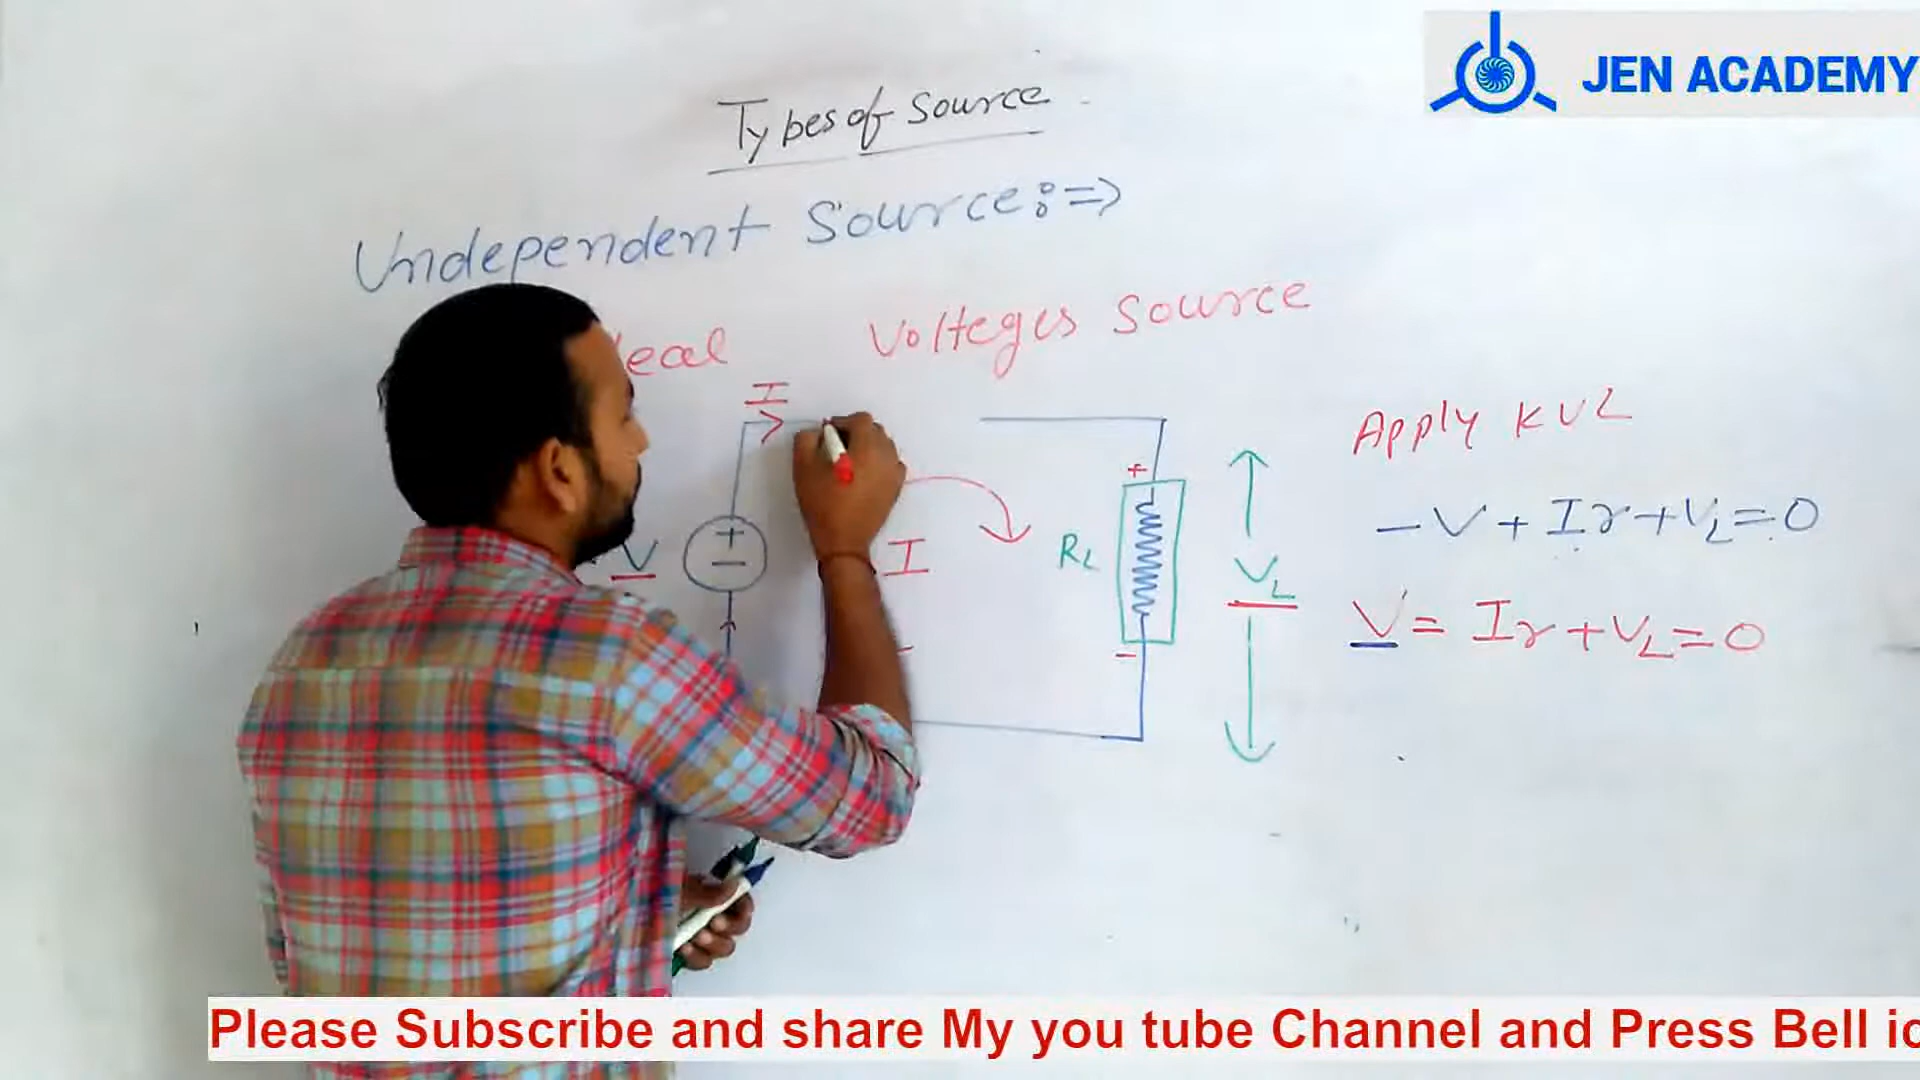 JEN ACADEMY
Types of Source
Independent Source:⇒
eal Volteges Source
I
Apply KVL
+
-V+Ir+VL=0
V
+
-
I
RL
VL
V=Ir+VL=0
-
-
Please Subscribe and share My you tube Channel and Press Bell ic